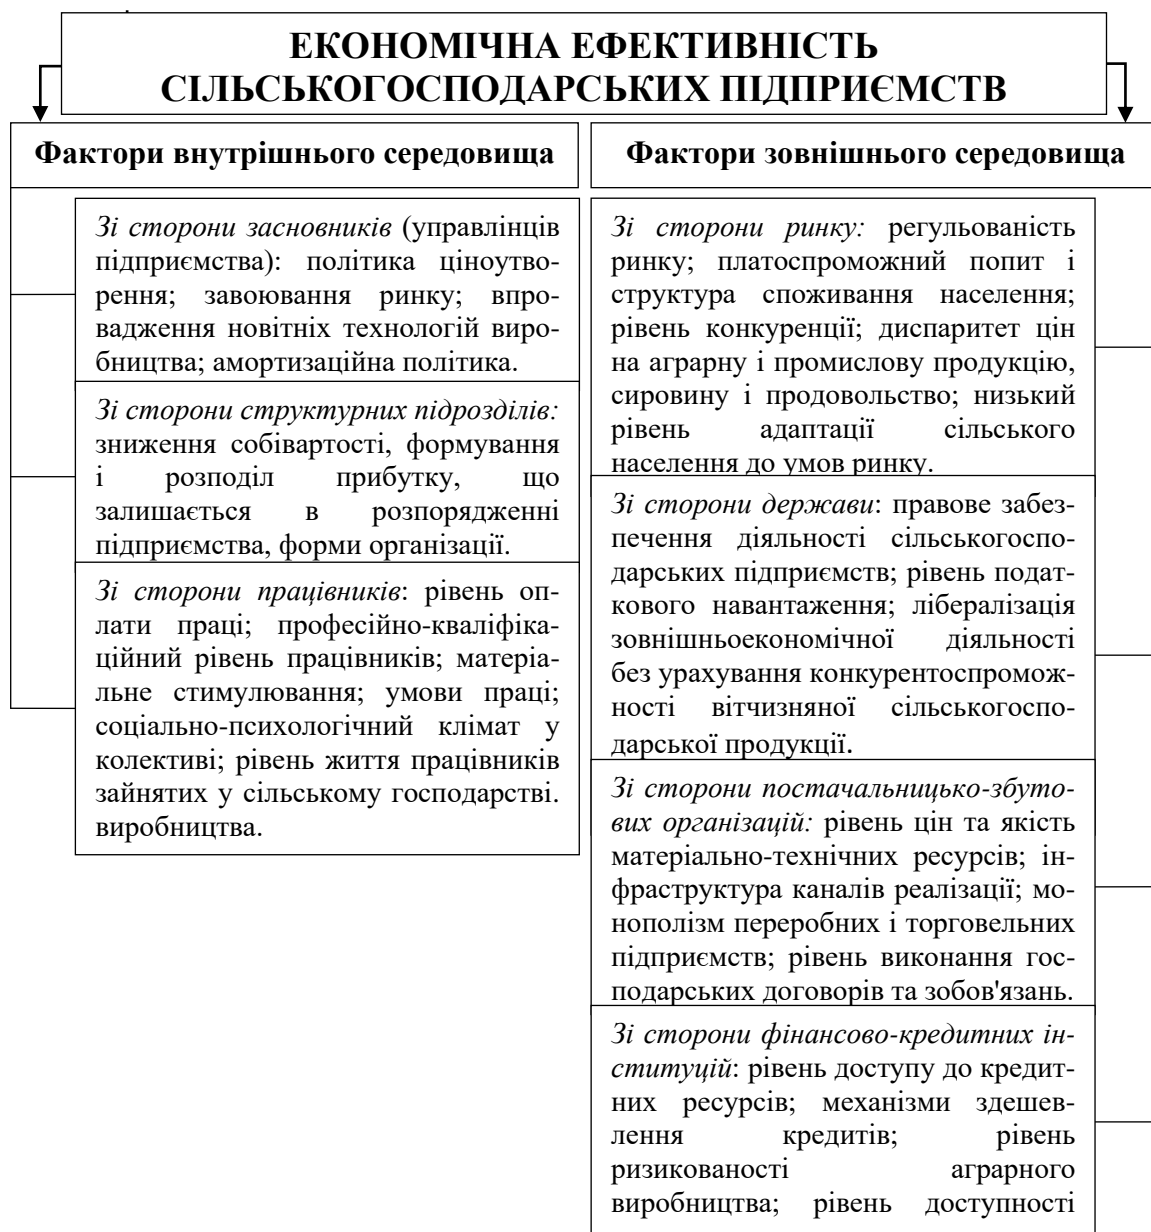 ЕКОНОМІЧНА ЕФЕКТИВНІСТЬ
СІЛЬСЬКОГОСПОДАРСЬКИХ ПІДПРИЄМСТВ
Фактори внутрішнього середовища
Зі сторони засновників (управлінців
підприємства): політика ціноутво-
рення; завоювання ринку; впро-
вадження новітніх технологій виро-
бництва; амортизаційна політика.
Зі сторони структурних підрозділів:
зниження собівартості, формування
і розподіл прибутку, що
залишається в розпорядженні
підприємства, форми організації.
Зі сторони працівників: рівень оп-
лати праці; професійно-кваліфіка-
ційний рівень працівників; матеріа-
льне стимулювання; умови праці;
соціально-психологічний клімат у
колективі; рівень життя працівників
зайнятих у сільському господарстві.
виробництва.
Фактори зовнішнього середовища
Зі сторони ринку: регульованість
ринку; платоспроможний попит і
структура споживання населення;
рівень конкуренції; диспаритет цін
на аграрну і промислову продукцію,
сировину і продовольство; низький
рівень адаптації сільського
населення до умов ринку.
Зі сторони держави: правове забез-
печення діяльності сільськогоспо-
дарських підприємств; рівень подат-
кового навантаження; лібералізація
зовнішньоекономічної діяльності
без урахування конкурентоспромож-
ності вітчизняної сільськогоспо-
дарської продукції.
Зі сторони постачальницько-збуто-
вих організацій: рівень цін та якість
матеріально-технічних ресурсів; ін-
фраструктура каналів реалізації; мо-
нополізм переробних і торговельних
підприємств; рівень виконання гос-
подарських договорів та зобов'язань.
Зі сторони фінансово-кредитних ін-
ституцій: рівень доступу до кредит-
них ресурсів; механізми здешев-
лення кредитів; рівень
ризикованості аграрного
виробництва; рівень доступності